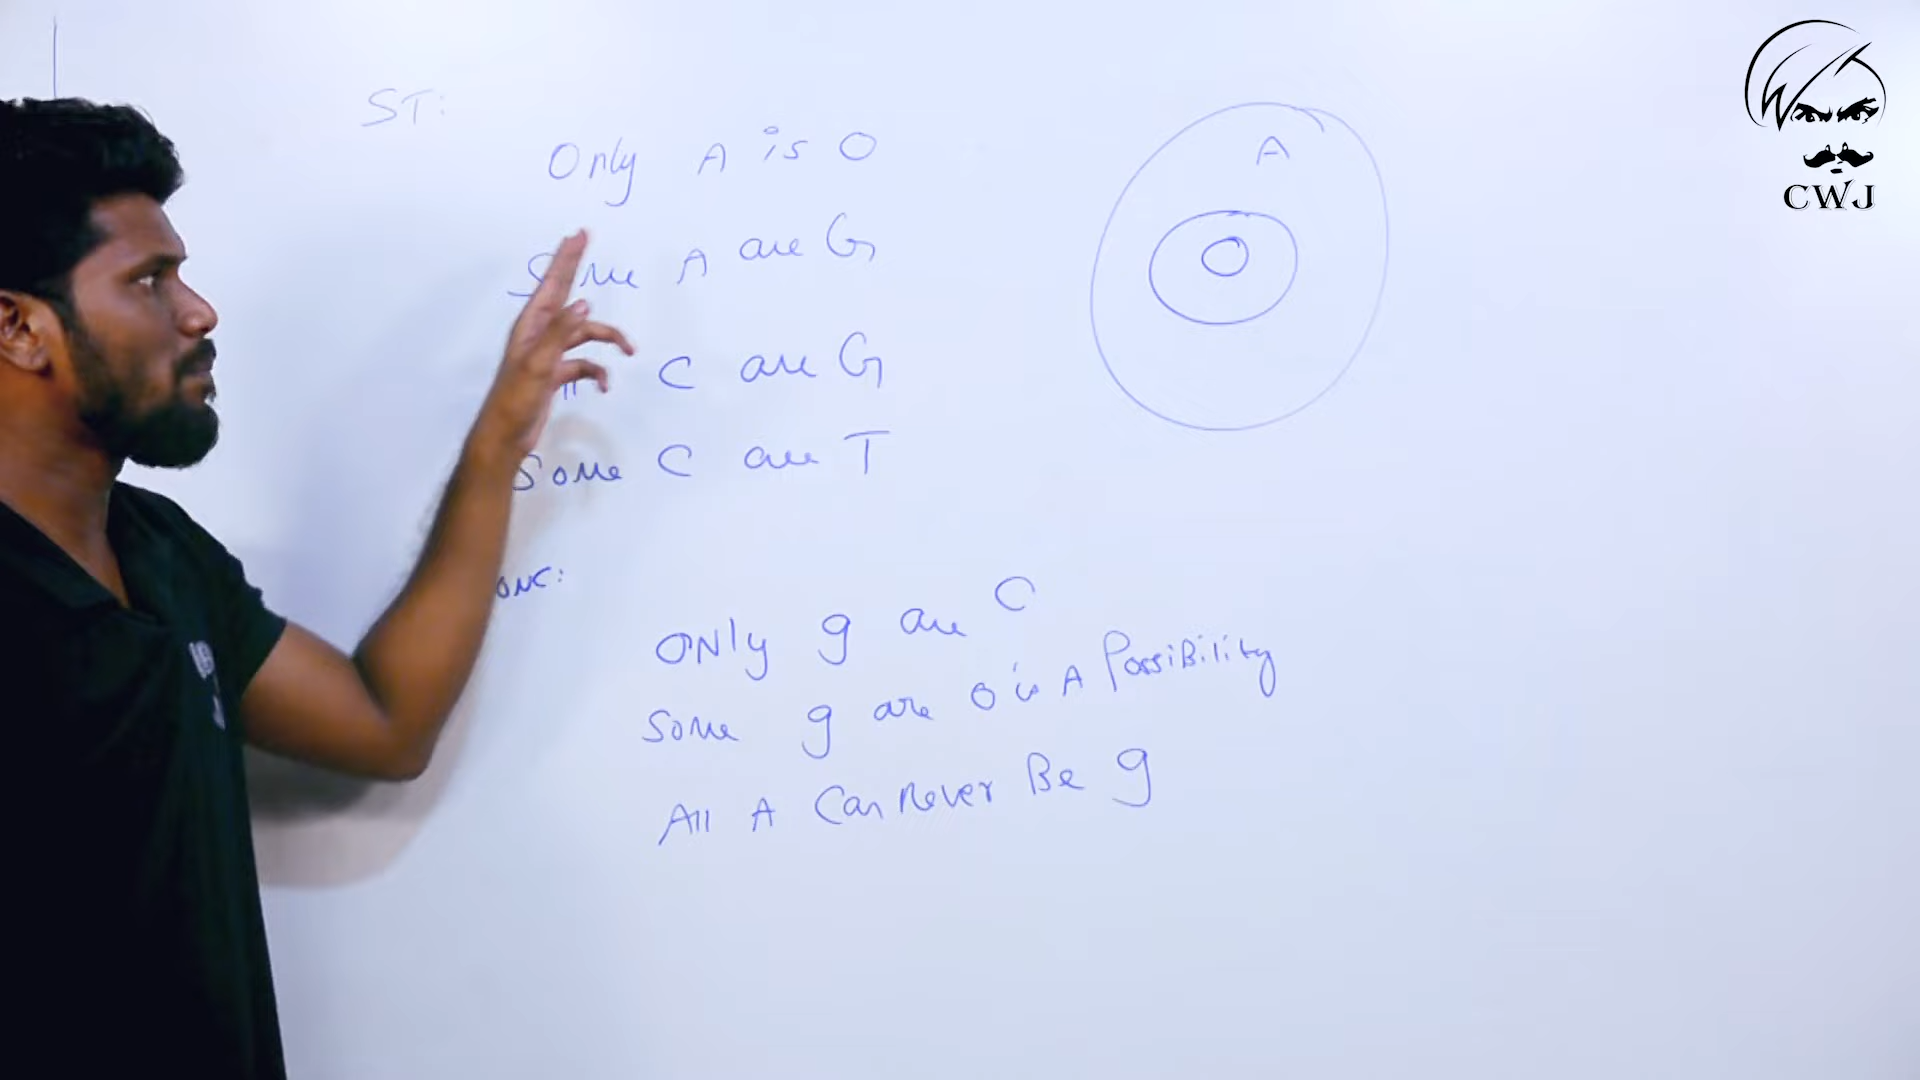 ST:
Only A is O
Some A are G
C are G
Some C are T
ONC:
ONly g are C
Some g are O is A PossiBility
All A Can Never Be g
A
O
CWJ